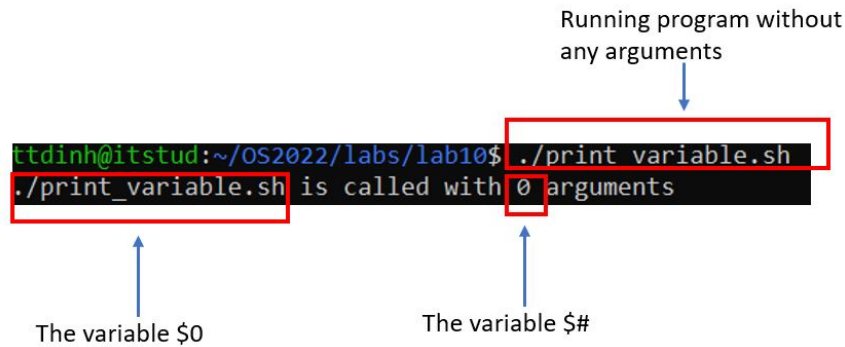 Running program without
any arguments
ttdinh@itstud:~/OS2022/labs/lab10$ ./print_variable.sh
./print_variable.sh is called with 0 arguments
The variable $0
The variable $#